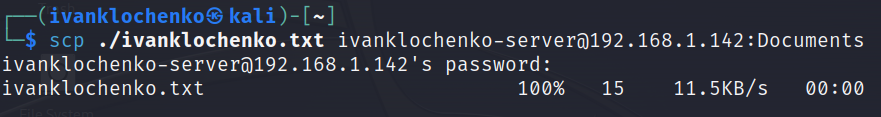 ┌──(ivanklochenko㉿kali)-[~]
└─$ scp ./ivanklochenko.txt ivanklochenko-server@192.168.1.142:Documents
ivanklochenko-server@192.168.1.142's password:
ivanklochenko.txt 100% 15 11.5KB/s 00:00